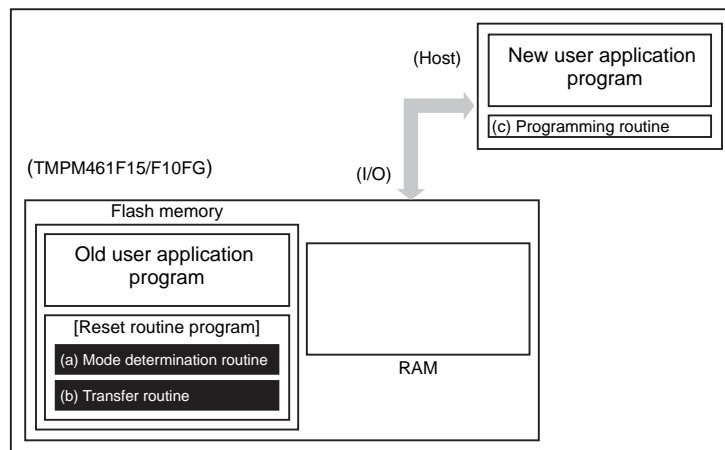 (Host)
New user application
program
(c) Programming routine
(TMPM461F15/F10FG)
(I/O)
Flash memory
Old user application
program
[Reset routine program]
(a) Mode determination routine
(b) Transfer routine
RAM